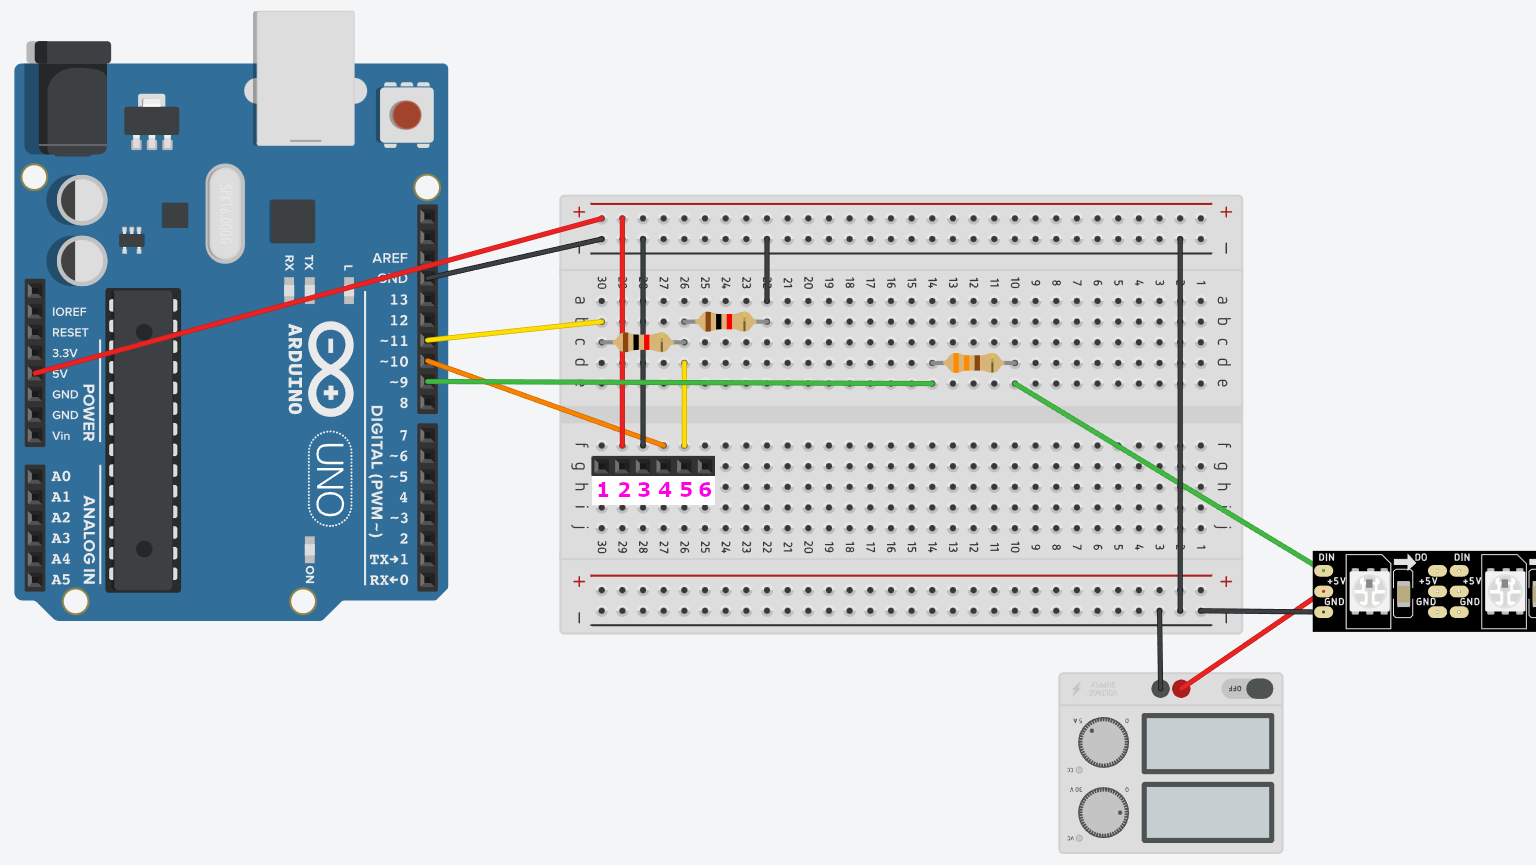 SPK16.000G
RX TX L
AREF
GND
13
12
~11
~10
~9
8
7
~6
~5
4
~3
2
TX→1
RX←0
DIGITAL (PWM~)
ARDUINO
UNO
ON
IOREF
RESET
3.3V
5V
GND
GND
Vin
POWER
A0
A1
A2
A3
A4
A5
ANALOG IN
+ +
− −
30 29 28 27 26 25 24 23 22 21 20 19 18 17 16 15 14 13 12 11 10 9 8 7 6 5 4 3 2 1
a a
b b
c c
d d
e e
f f
g g
h h
i i
j j
1 2 3 4 5 6
30 29 28 27 26 25 24 23 22 21 20 19 18 17 16 15 14 13 12 11 10 9 8 7 6 5 4 3 2 1
+ +
− −
DIN DO DIN
+5V +5V +5V
GND GND GND
VOLTAGE
SUPPLY
OFF
5 A 0
CC
30 V 0
VC